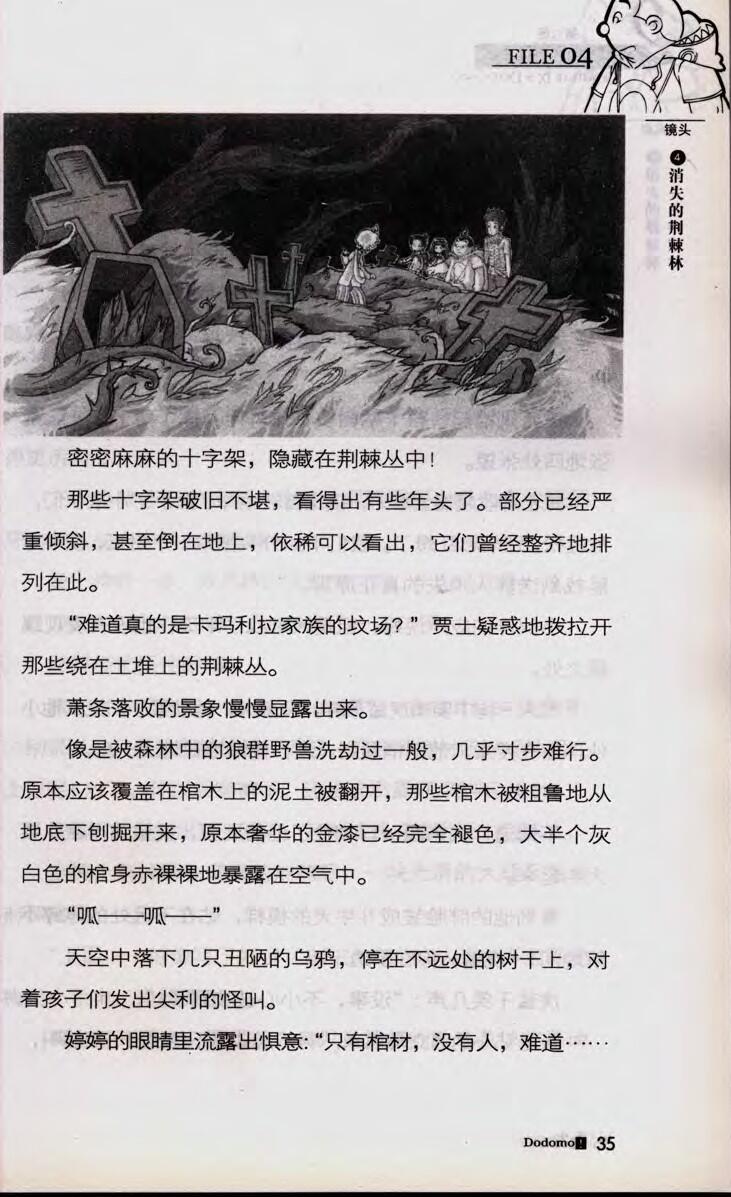 FILE 04
镜头
4 消失的荆棘林
密密麻麻的十字架，隐藏在荆棘丛中！
那些十字架破旧不堪，看得出有些年头了。部分已经严
重倾斜，甚至倒在地上，依稀可以看出，它们曾经整齐地排
列在此。
“难道真的是卡玛利拉家族的坟场？”贾士疑惑地拨拉开
那些绕在土堆上的荆棘丛。
萧条落败的景象慢慢显露出来。
像是被森林中的狼群野兽洗劫过一般，几乎寸步难行。
原本应该覆盖在棺木上的泥土被翻开，那些棺木被粗鲁地从
地底下刨掘开来，原本奢华的金漆已经完全褪色，大半个灰
白色的棺身赤裸裸地暴露在空气中。
“呱——呱——”
天空中落下几只丑陋的乌鸦，停在不远处的树干上，对
着孩子们发出尖利的怪叫。
婷婷的眼睛里流露出惧意：“只有棺材，没有人，难道……
Dodomo! 35